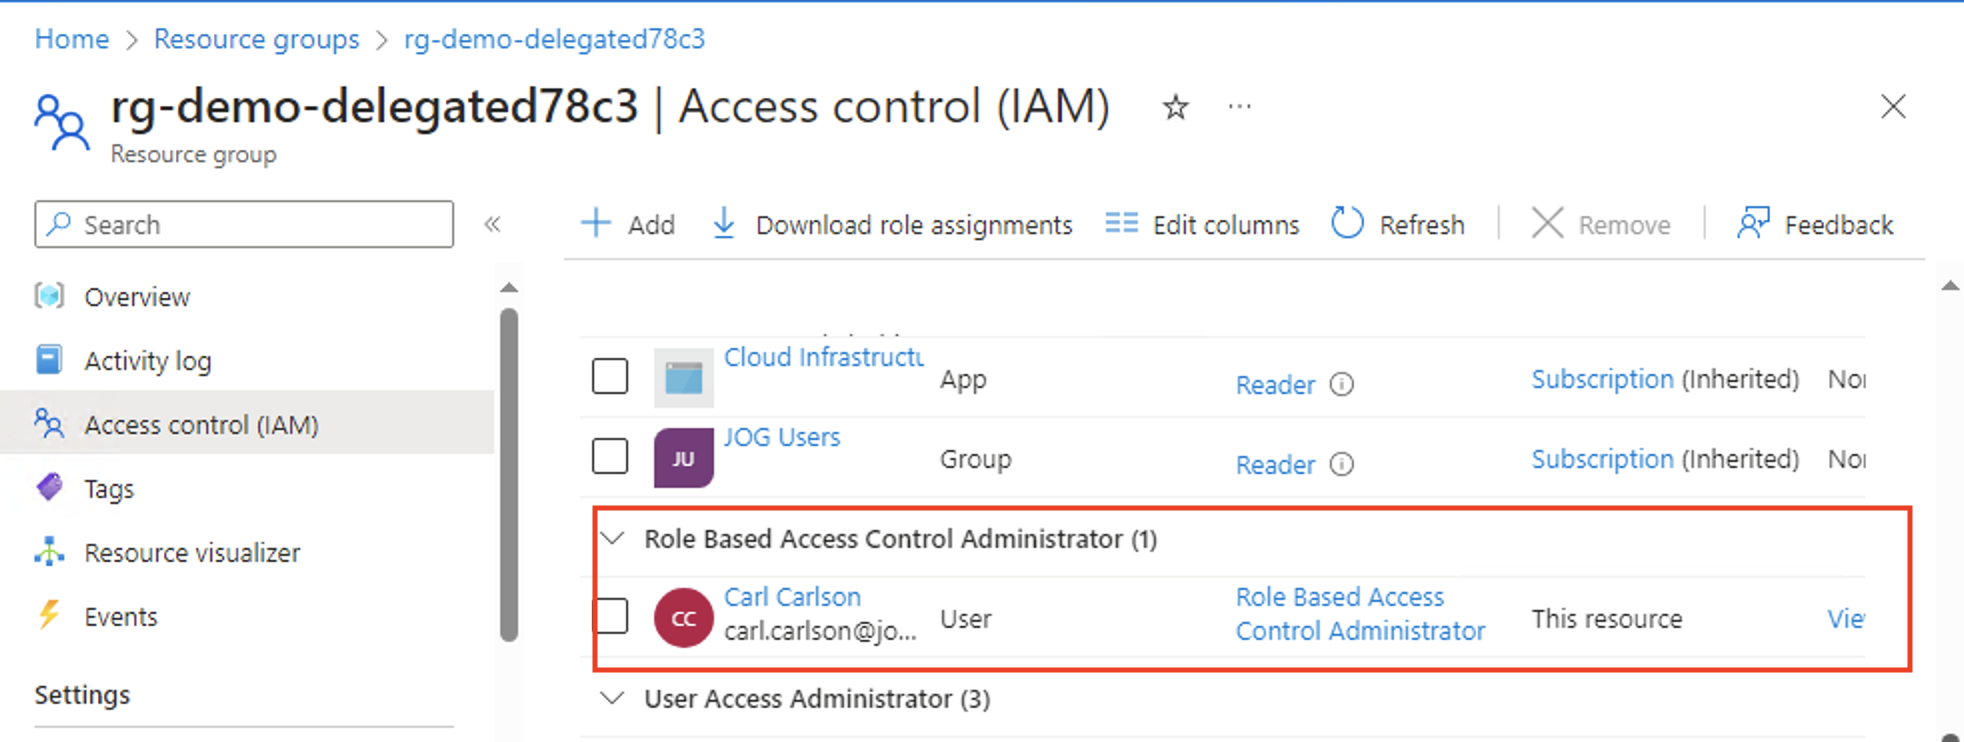 Home > Resource groups > rg-demo-delegated78c3
rg-demo-delegated78c3 | Access control (IAM) ☆ ···
Resource group
Search «
Add Download role assignments Edit columns Refresh Remove Feedback
Overview
Activity log
Access control (IAM)
Tags
Resource visualizer
Events
Settings
Cloud Infrastructu App Reader Subscription (Inherited) Non
JU JOG Users Group Reader Subscription (Inherited) Non
Role Based Access Control Administrator (1)
CC Carl Carlson User Role Based Access This resource Vie
carl.carlson@jo... Control Administrator
User Access Administrator (3)